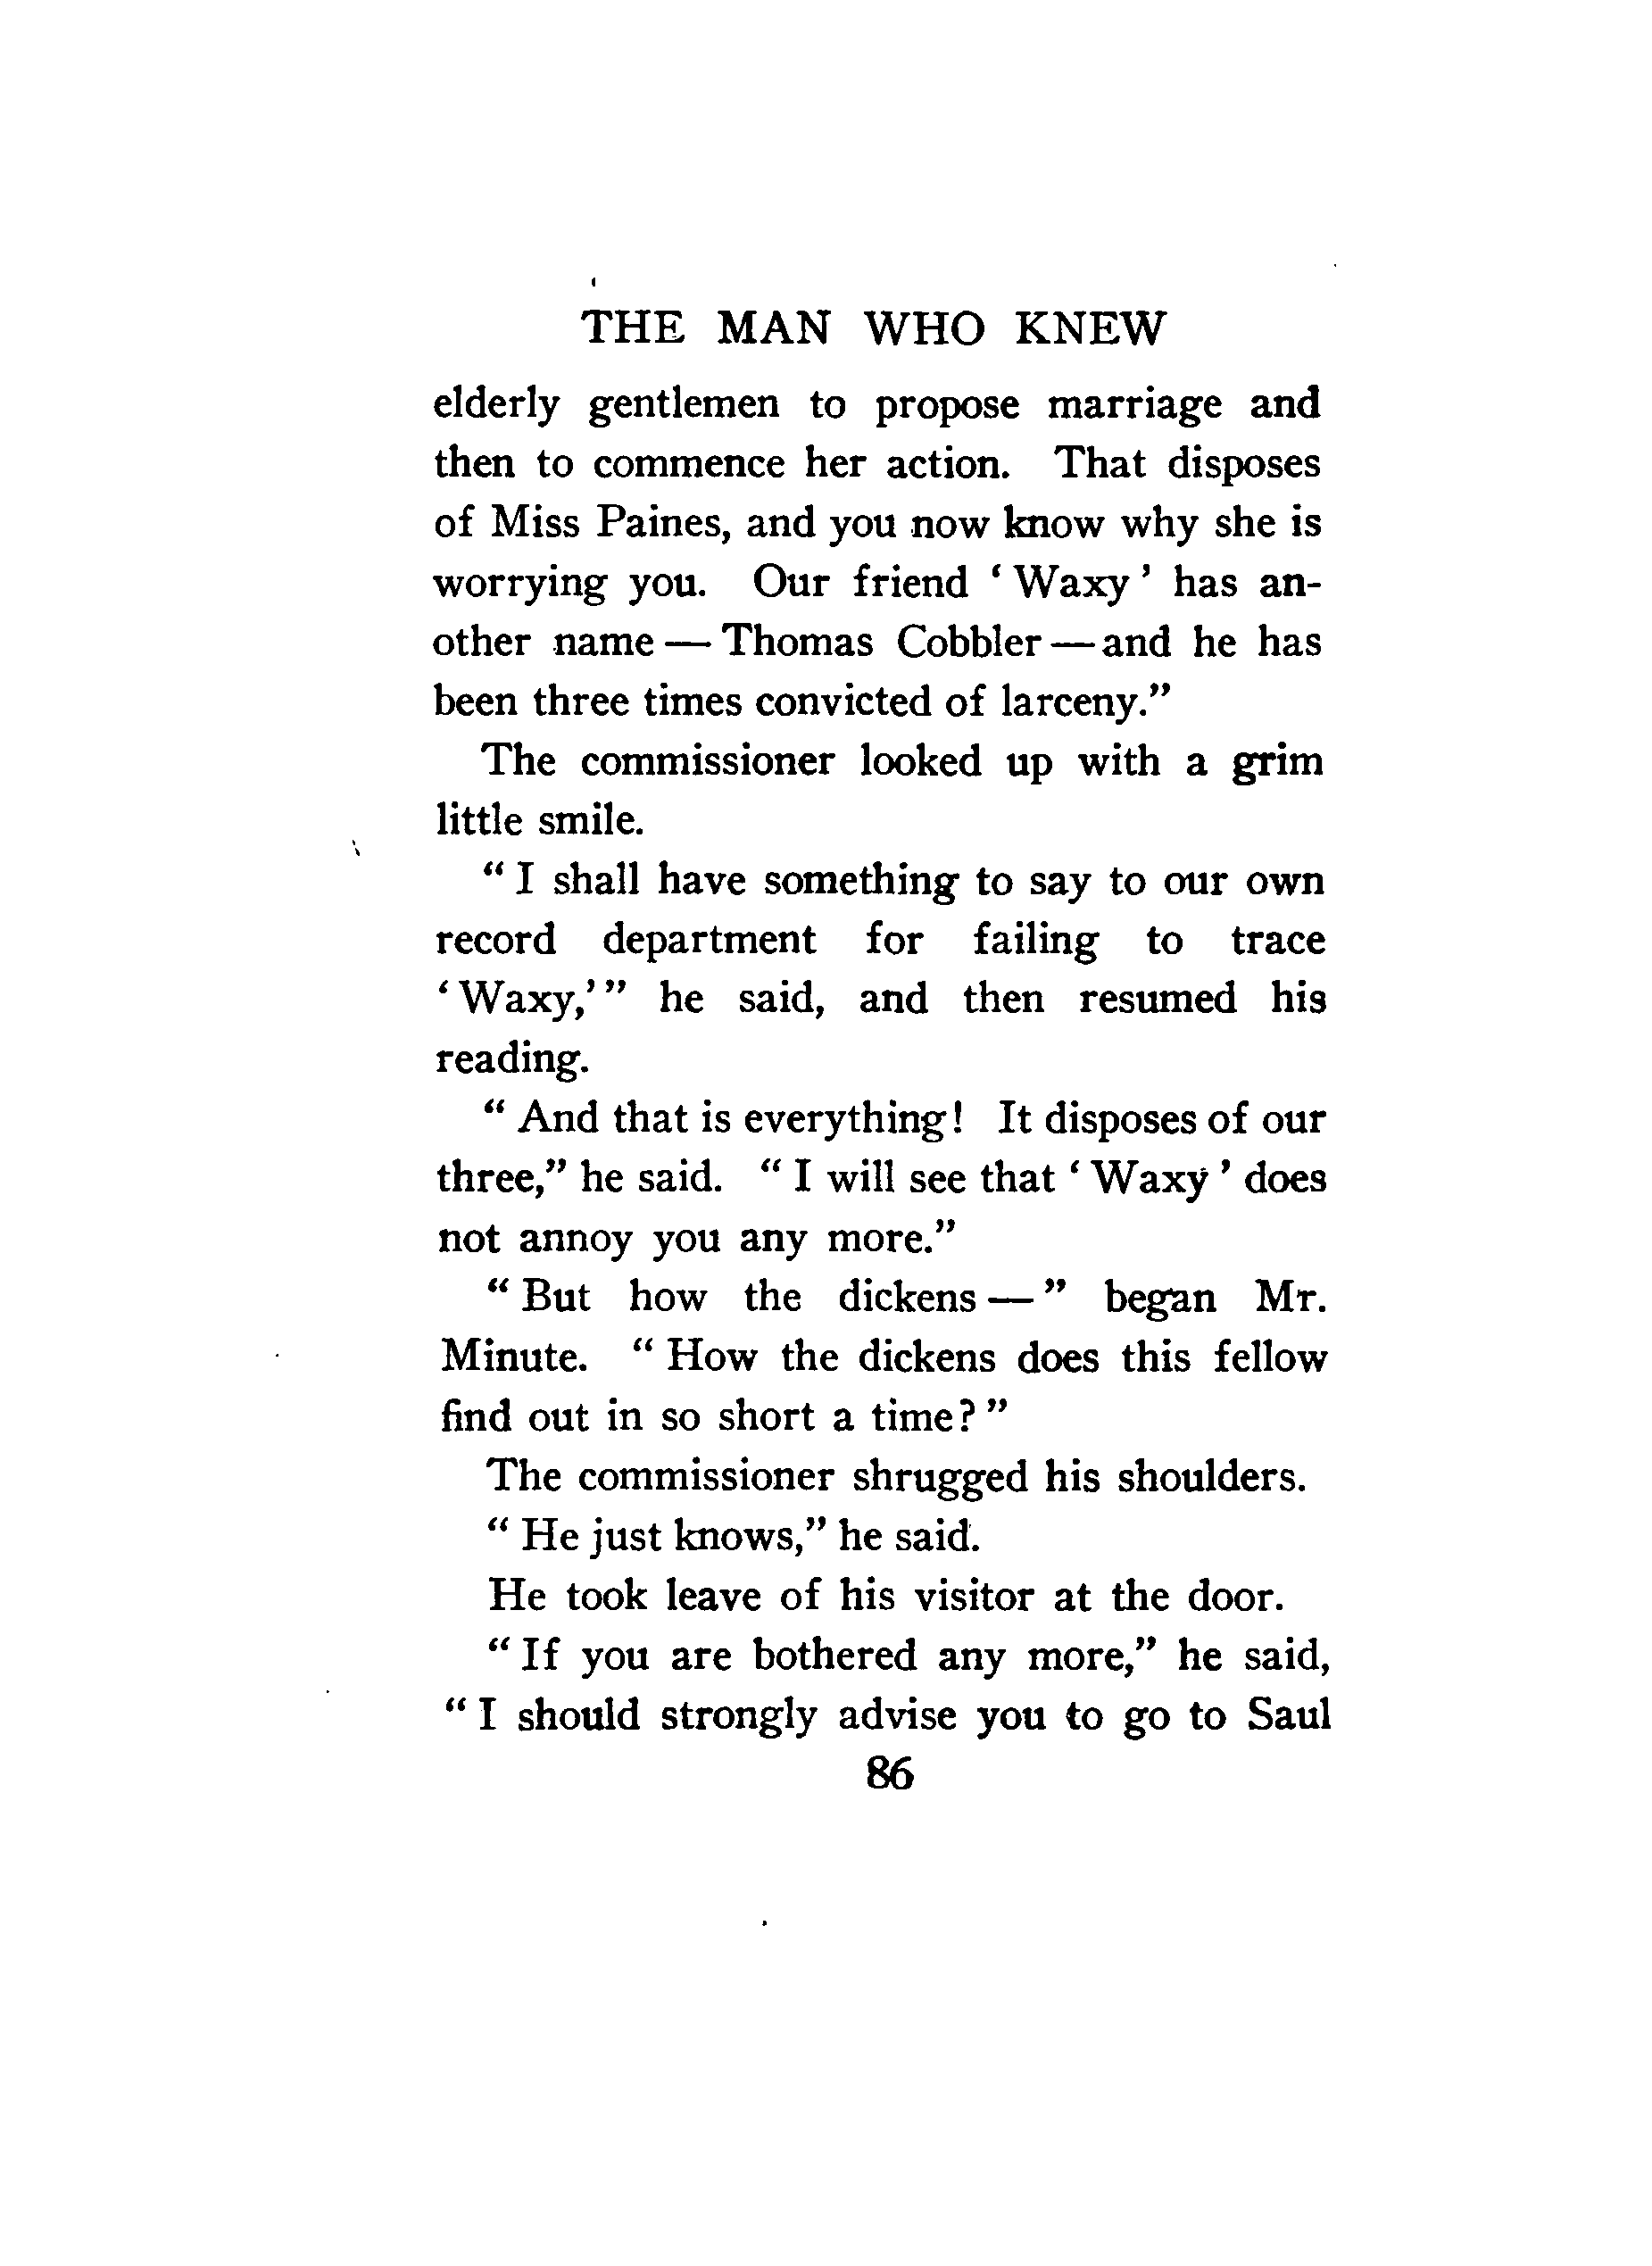 THE MAN WHO KNEW
elderly gentlemen to propose marriage and
then to commence her action. That disposes
of Miss Paines, and you now know why she is
worrying you. Our friend ‘ Waxy ’ has an-
other name — Thomas Cobbler — and he has
been three times convicted of larceny.”
The commissioner looked up with a grim
little smile.
“ I shall have something to say to our own
record department for failing to trace
‘ Waxy,’ ” he said, and then resumed his
reading.
“ And that is everything! It disposes of our
three,” he said. “ I will see that ‘ Waxy ’ does
not annoy you any more.”
“ But how the dickens — ” began Mr.
Minute. “ How the dickens does this fellow
find out in so short a time? ”
The commissioner shrugged his shoulders.
“ He just knows,” he said.
He took leave of his visitor at the door.
“ If you are bothered any more,” he said,
“ I should strongly advise you to go to Saul
86